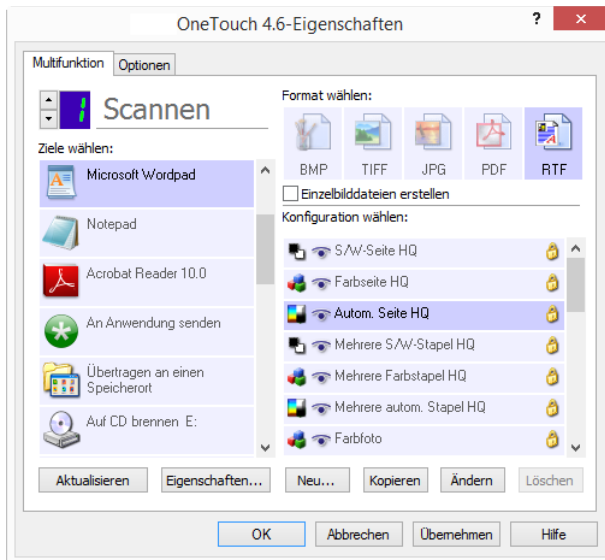 OneTouch 4.6-Eigenschaften
?
Multifunktion
Optionen
1
Scannen
Ziele wählen:
Microsoft Wordpad
Notepad
Acrobat Reader 10.0
An Anwendung senden
Übertragen an einen
Speicherort
Auf CD brennen  E:
Format wählen:
BMP TIFF JPG PDF RTF
Einzelbilddateien erstellen
Konfiguration wählen:
S/W-Seite HQ
Farbseite HQ
Autom. Seite HQ
Mehrere S/W-Stapel HQ
Mehrere Farbstapel HQ
Mehrere autom. Stapel HQ
Farbfoto
Aktualisieren Eigenschaften... Neu... Kopieren Ändern Löschen
OK Abbrechen Übernehmen Hilfe